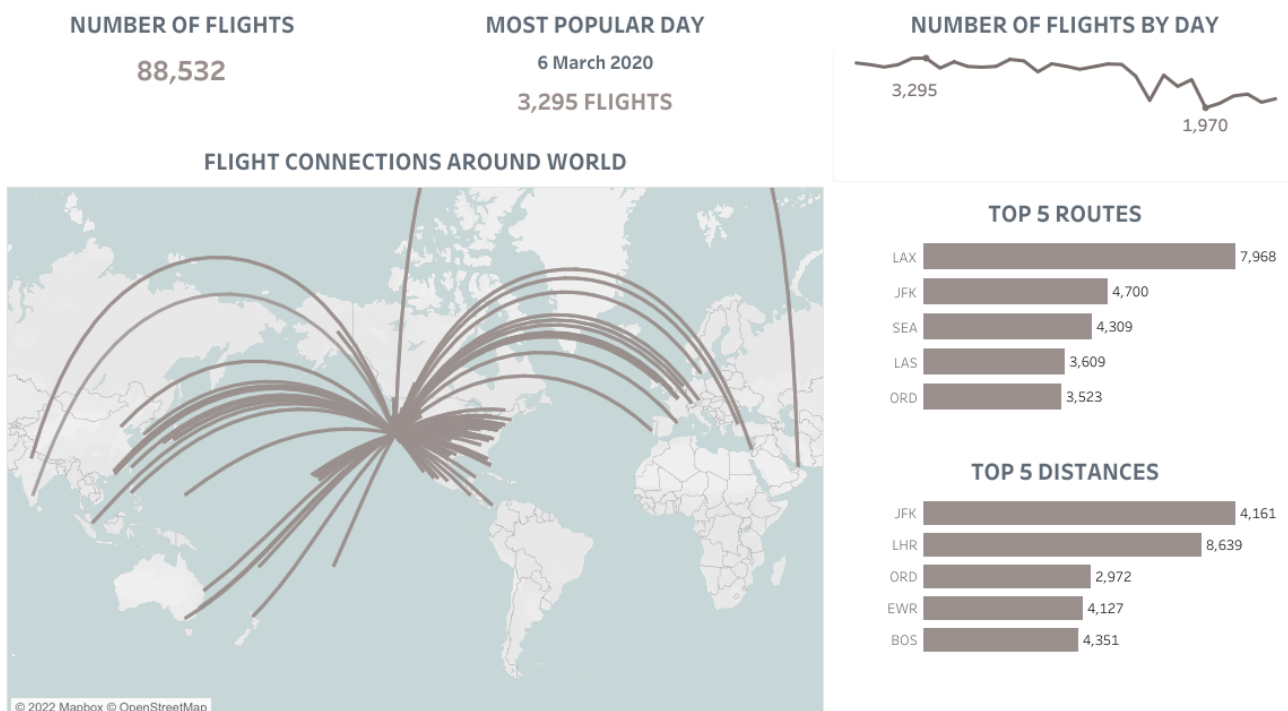 NUMBER OF FLIGHTS
88,532
MOST POPULAR DAY
6 March 2020
3,295 FLIGHTS
NUMBER OF FLIGHTS BY DAY
3,295
1,970
FLIGHT CONNECTIONS AROUND WORLD
© 2022 Mapbox © OpenStreetMap
TOP 5 ROUTES
LAX 7,968
JFK 4,700
SEA 4,309
LAS 3,609
ORD 3,523
TOP 5 DISTANCES
JFK 4,161
LHR 8,639
ORD 2,972
EWR 4,127
BOS 4,351